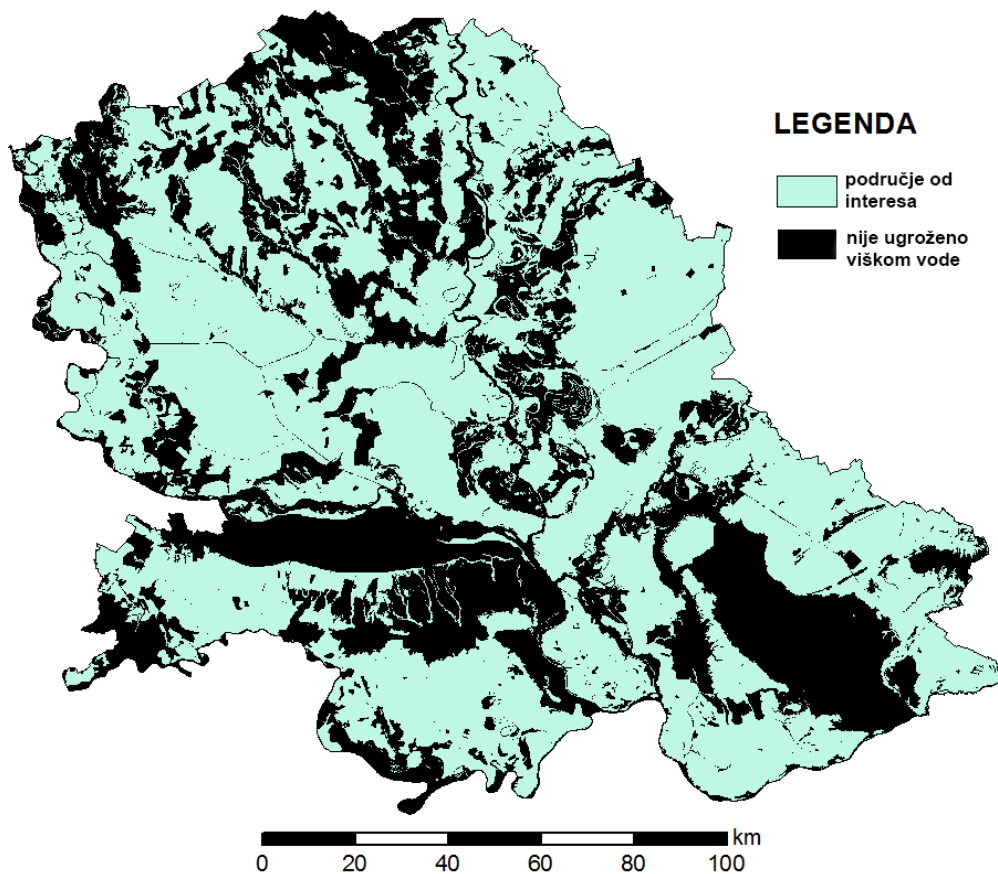 LEGENDA
područje od
interesa
nije ugroženo
viškom vode
km
0 20 40 60 80 100